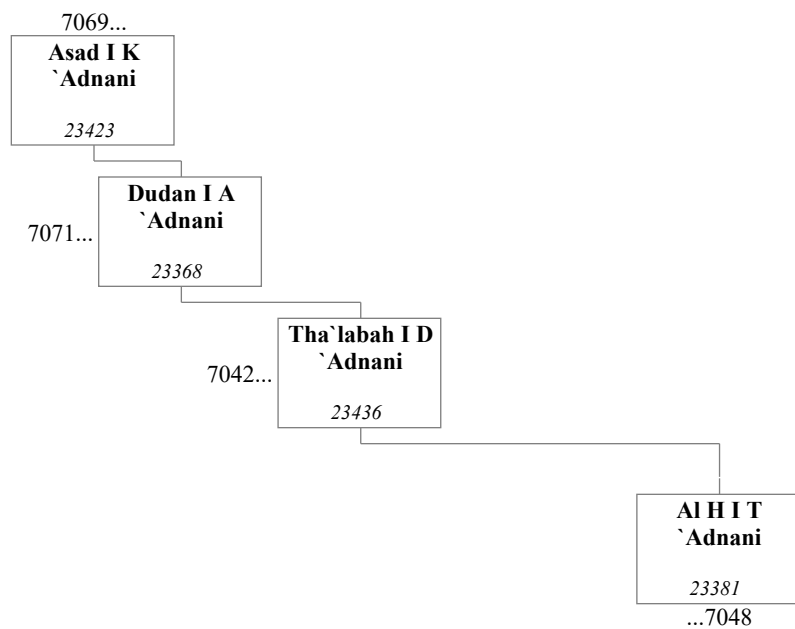 7069...
Asad I K
`Adnani
23423
Dudan I A
`Adnani
7071...
23368
Tha`labah I D
`Adnani
7042...
23436
Al H I T
`Adnani
23381
...7048